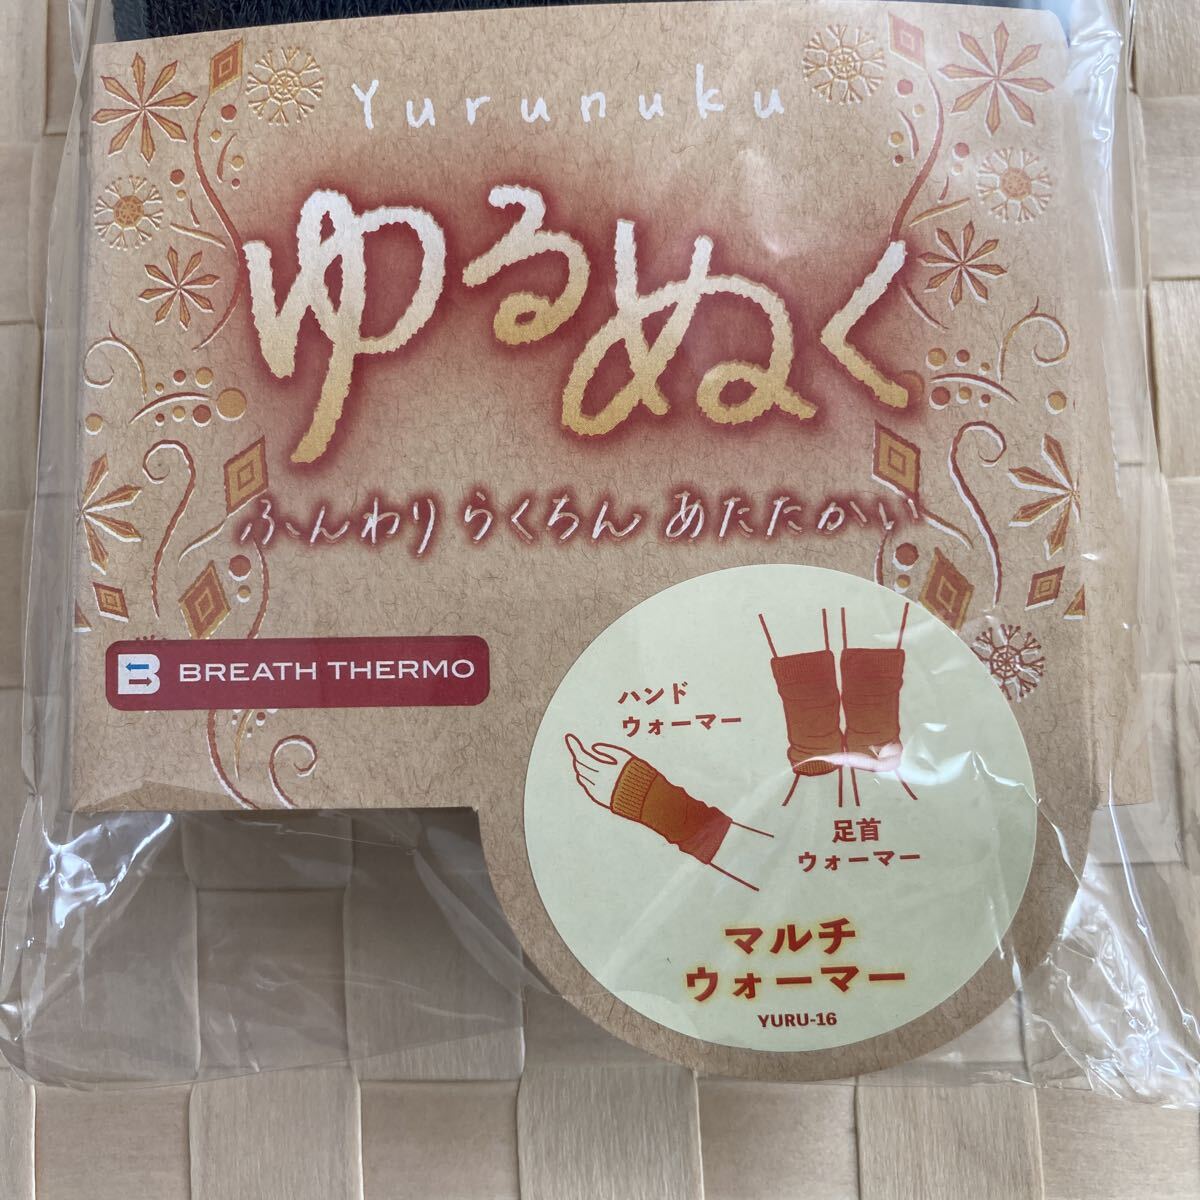 Yurunuku
ゆるぬく
ふんわり らくちん あたたかい
B BREATH THERMO
ハンド
ウォーマー
足首
ウォーマー
マルチ
ウォーマー
YURU-16